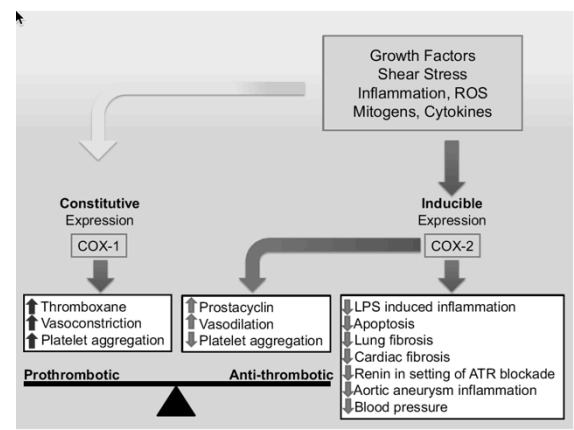 Growth Factors
Shear Stress
Inflammation, ROS
Mitogens, Cytokines
Constitutive
Expression
COX-1
Inducible
Expression
COX-2
Thromboxane
Vasoconstriction
Platelet aggregation
Prostacyclin
Vasodilation
Platelet aggregation
LPS induced inflammation
Apoptosis
Lung fibrosis
Cardiac fibrosis
Renin in setting of ATR blockade
Aortic aneurysm inflammation
Blood pressure
Prothrombotic
Anti-thrombotic